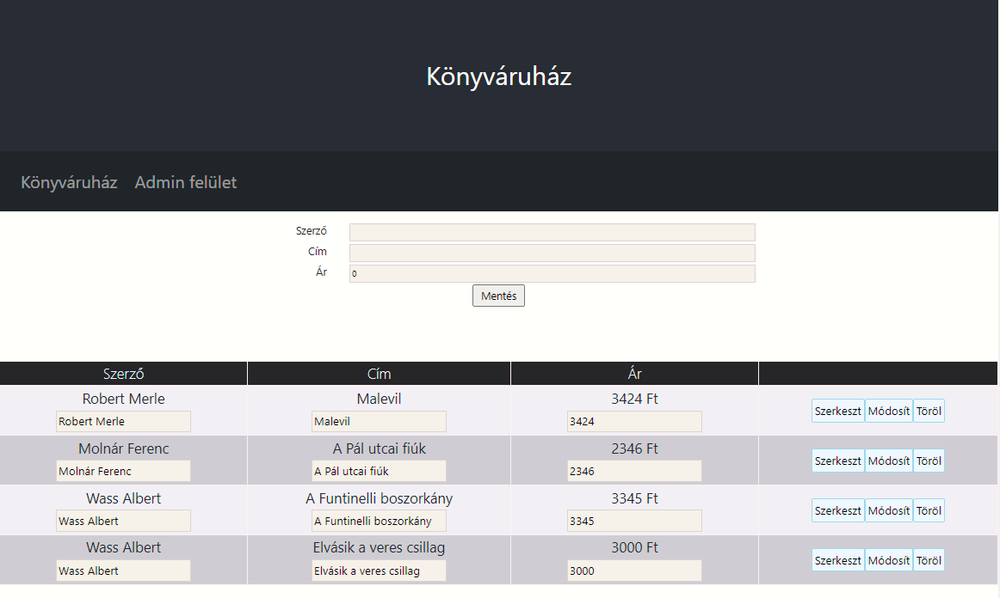 Könyváruház
Könyváruház Admin felület
Szerző
Cím
Ár 0
Mentés
Szerző Cím Ár
Robert Merle Malevil 3424 Ft
Robert Merle Malevil 3424 Szerkeszt Módosít Töröl
Molnár Ferenc A Pál utcai fiúk 2346 Ft
Molnár Ferenc A Pál utcai fiúk 2346 Szerkeszt Módosít Töröl
Wass Albert A Funtinelli boszorkány 3345 Ft
Wass Albert A Funtinelli boszorkány 3345 Szerkeszt Módosít Töröl
Wass Albert Elvásik a veres csillag 3000 Ft
Wass Albert Elvásik a veres csillag 3000 Szerkeszt Módosít Töröl